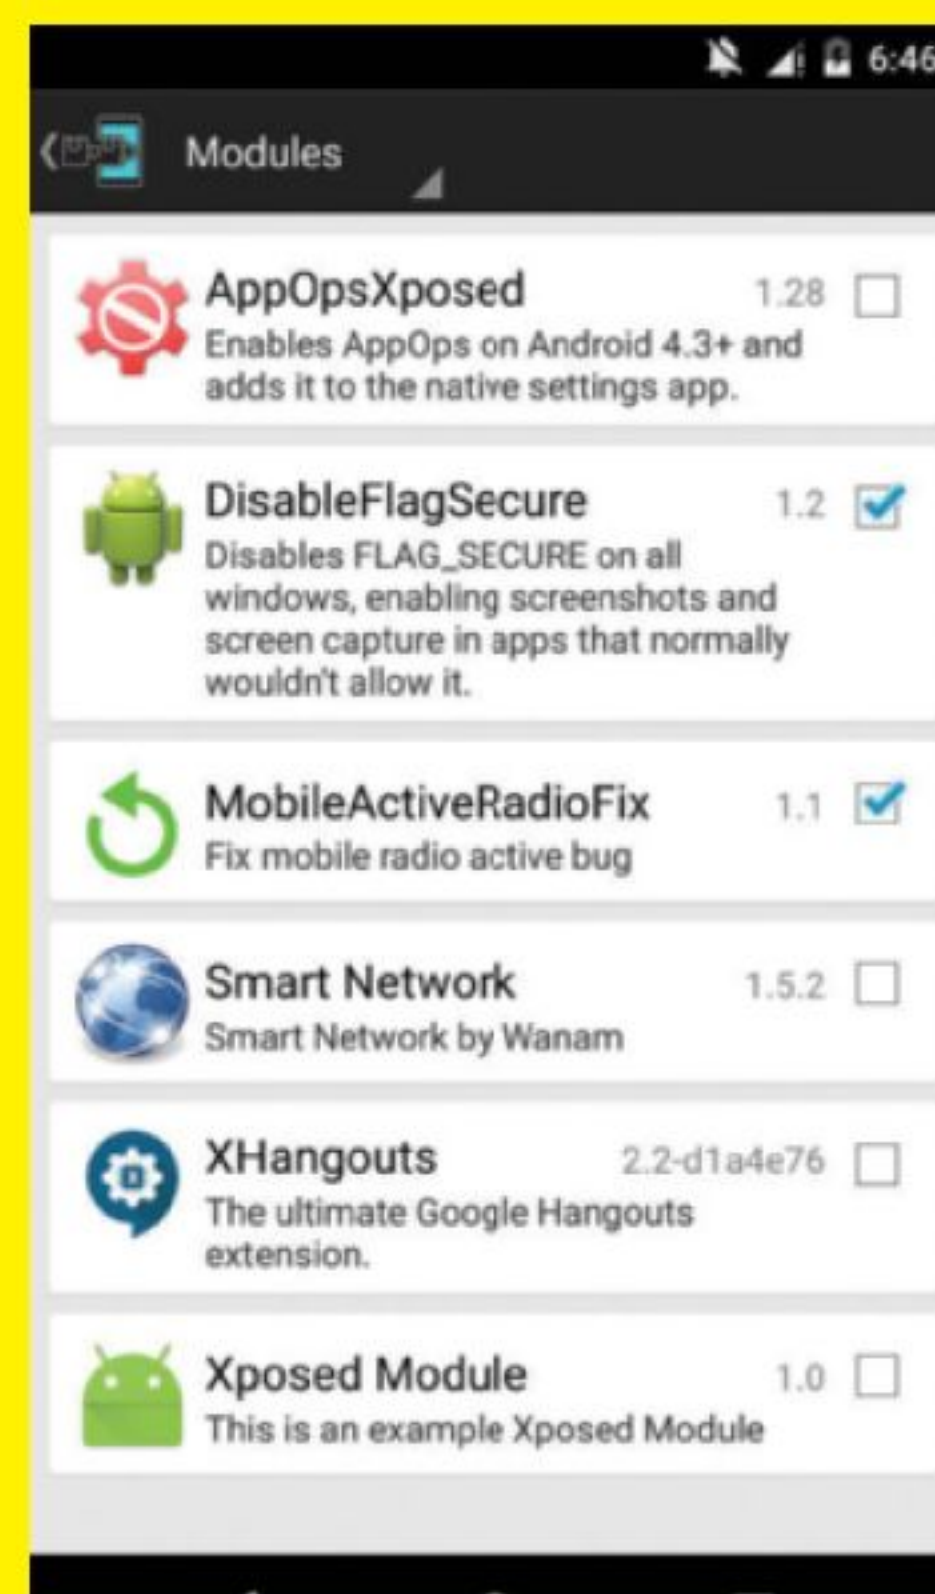 6:46
Modules
AppOpsXposed 1.28
Enables AppOps on Android 4.3+ and
adds it to the native settings app.
DisableFlagSecure 1.2
Disables FLAG_SECURE on all
windows, enabling screenshots and
screen capture in apps that normally
wouldn't allow it.
MobileActiveRadioFix 1.1
Fix mobile radio active bug
Smart Network 1.5.2
Smart Network by Wanam
XHangouts 2.2-d1a4e76
The ultimate Google Hangouts
extension.
Xposed Module 1.0
This is an example Xposed Module